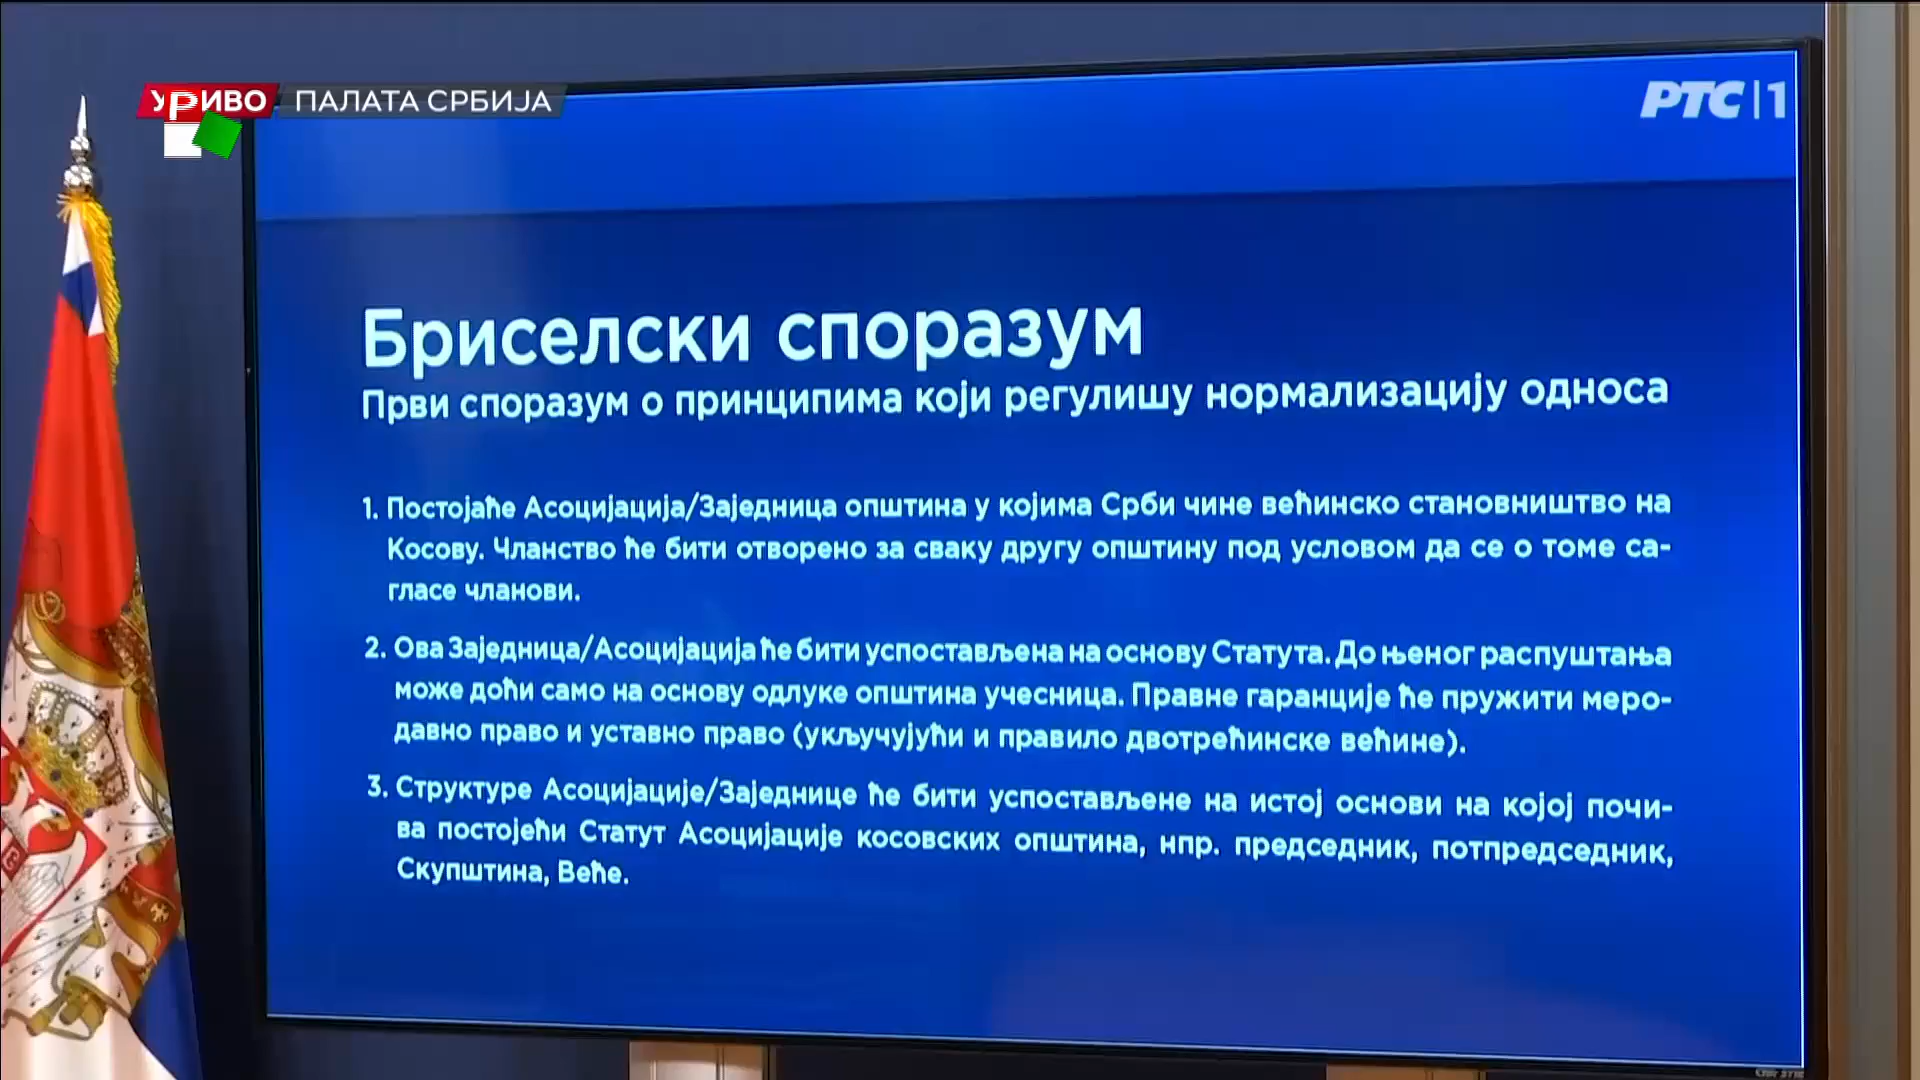 УЖИВО ПАЛАТА СРБИЈА
РТС|1
Бриселски споразум
Први споразум о принципима који регулишу нормализацију односа
1. Постојаће Асоцијација/Заједница општина у којима Срби чине већинско становништво на
Косову. Чланство ће бити отворено за сваку другу општину под условом да се о томе са-
гласе чланови.
2. Ова Заједница/Асоцијација ће бити успостављена на основу Статута. До њеног распуштања
може доћи само на основу одлуке општина учесница. Правне гаранције ће пружити меро-
давно право и уставно право (укључујући и правило двотрећинске већине).
3. Структуре Асоцијације/Заједнице ће бити успостављене на истој основи на којој почи-
ва постојећи Статут Асоцијације косовских општина, нпр. председник, потпредседник,
Скупштина, Веће.